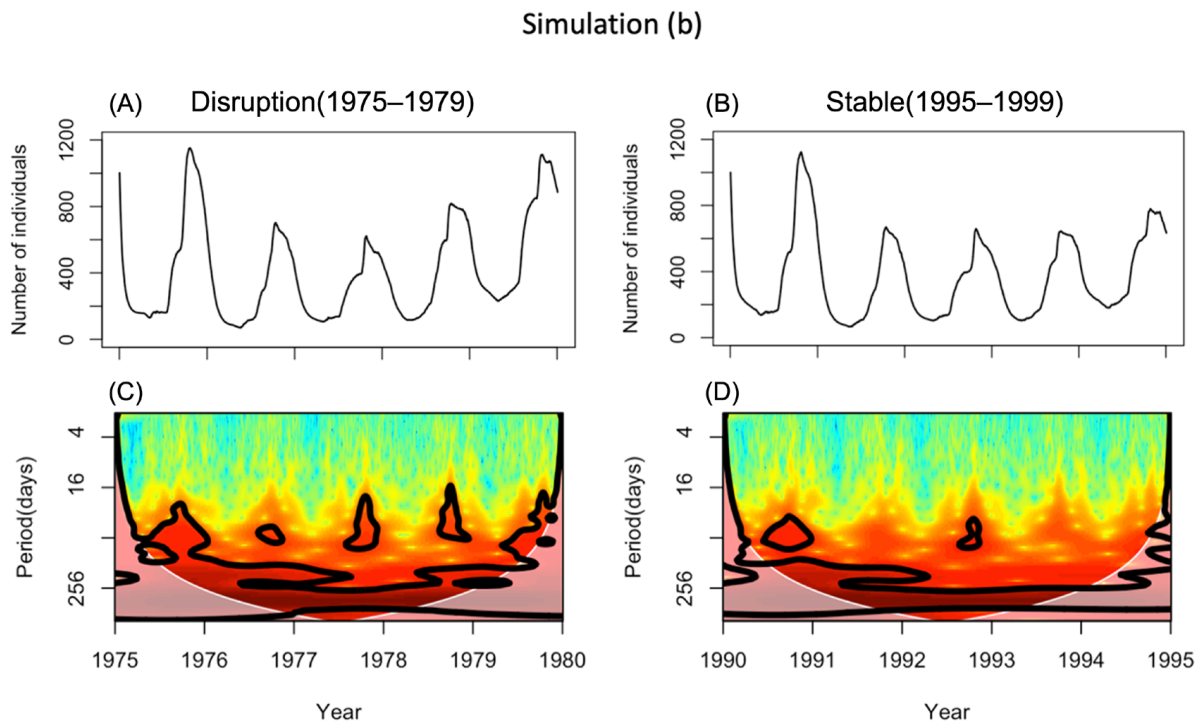 Simulation (b)
(A) Disruption(1975–1979)
(B) Stable(1995–1999)
Number of individuals
1200
800
400
0
Number of individuals
1200
800
400
0
(C)
(D)
Period(days)
4
16
256
1975 1976 1977 1978 1979 1980
Year
Period(days)
4
16
256
1990 1991 1992 1993 1994 1995
Year